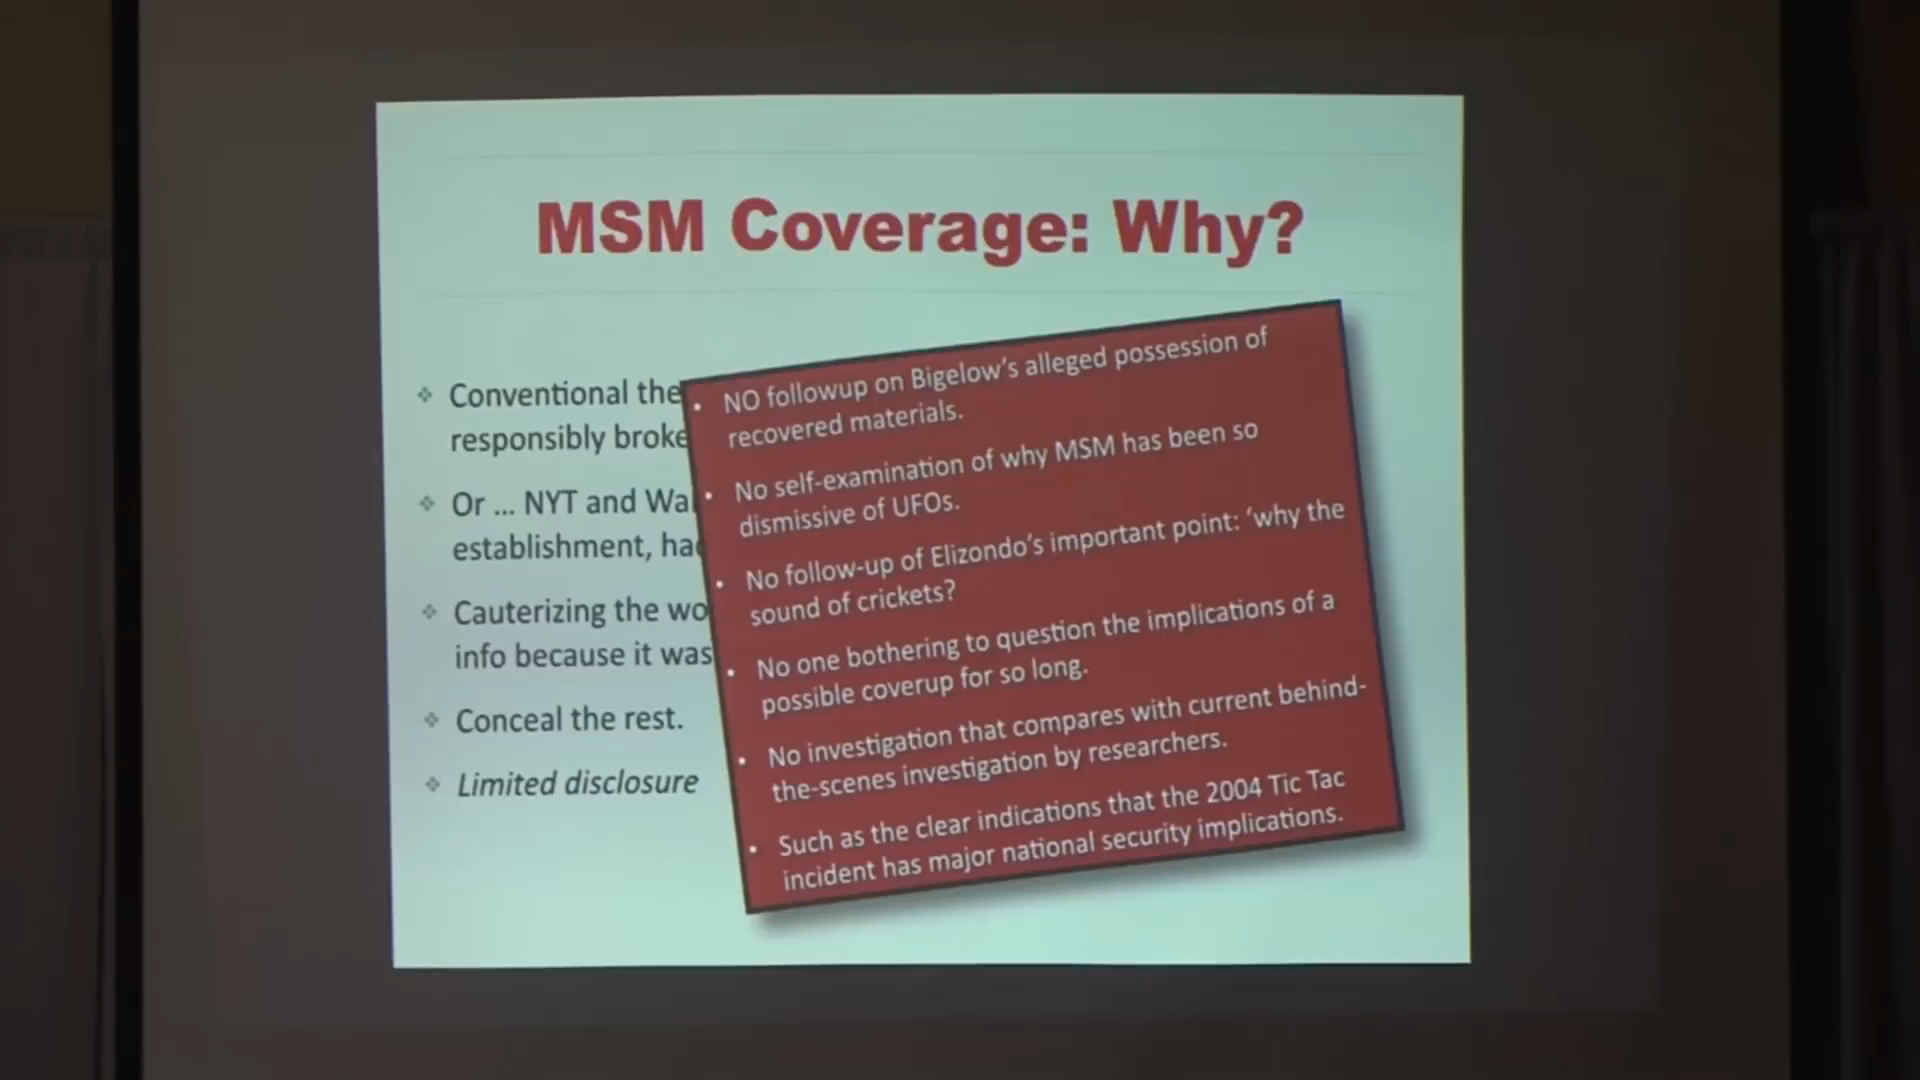 MSM Coverage: Why?
Conventional the
responsibly broke
Or ... NYT and Wa
establishment, had
Cauterizing the wo
info because it was
Conceal the rest.
Limited disclosure
NO followup on Bigelow's alleged possession of
recovered materials.
No self-examination of why MSM has been so
dismissive of UFOs.
No follow-up of Elizondo's important point: 'why the
sound of crickets?
No one bothering to question the implications of a
possible coverup for so long.
No investigation that compares with current behind-
the-scenes investigation by researchers.
Such as the clear indications that the 2004 Tic Tac
incident has major national security implications.